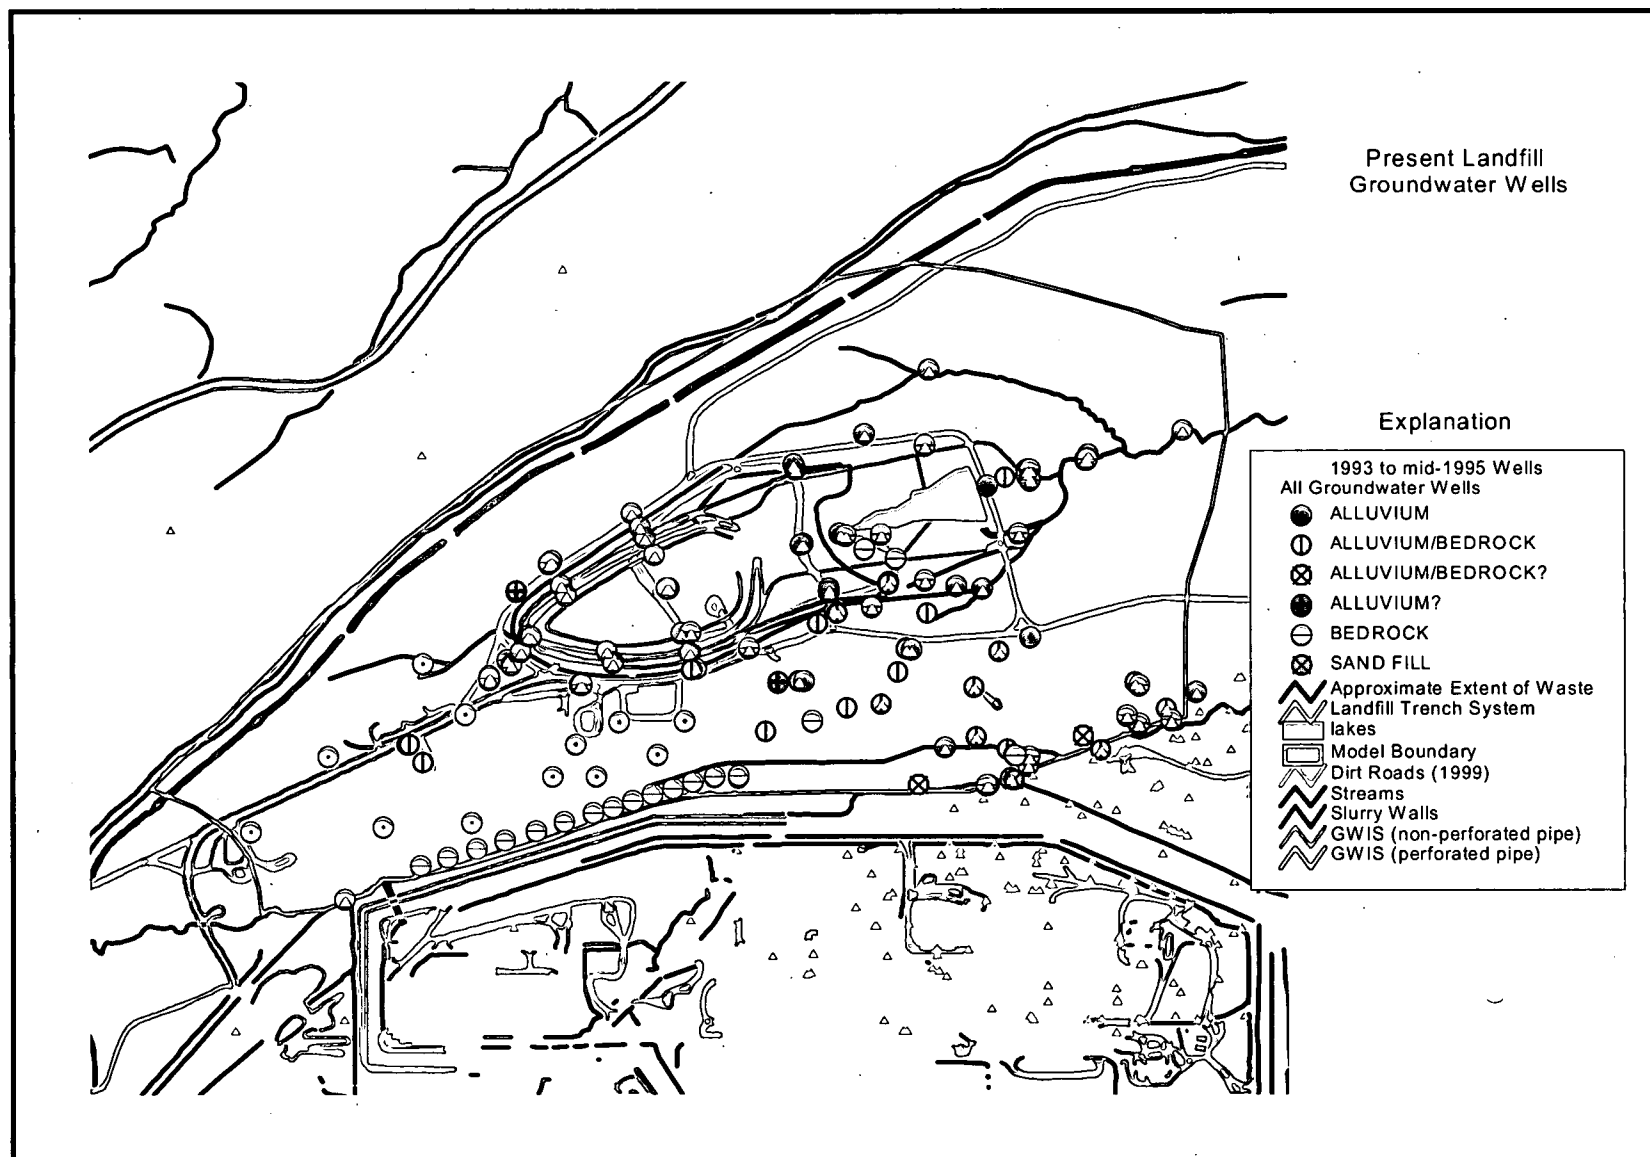 Present Landfill
Groundwater Wells
Explanation
1993 to mid-1995 Wells
All Groundwater Wells
ALLUVIUM
ALLUVIUM/BEDROCK
ALLUVIUM/BEDROCK?
ALLUVIUM?
BEDROCK
SAND FILL
Approximate Extent of Waste
Landfill Trench System
lakes
Model Boundary
Dirt Roads (1999)
Streams
Slurry Walls
GWIS (non-perforated pipe)
GWIS (perforated pipe)